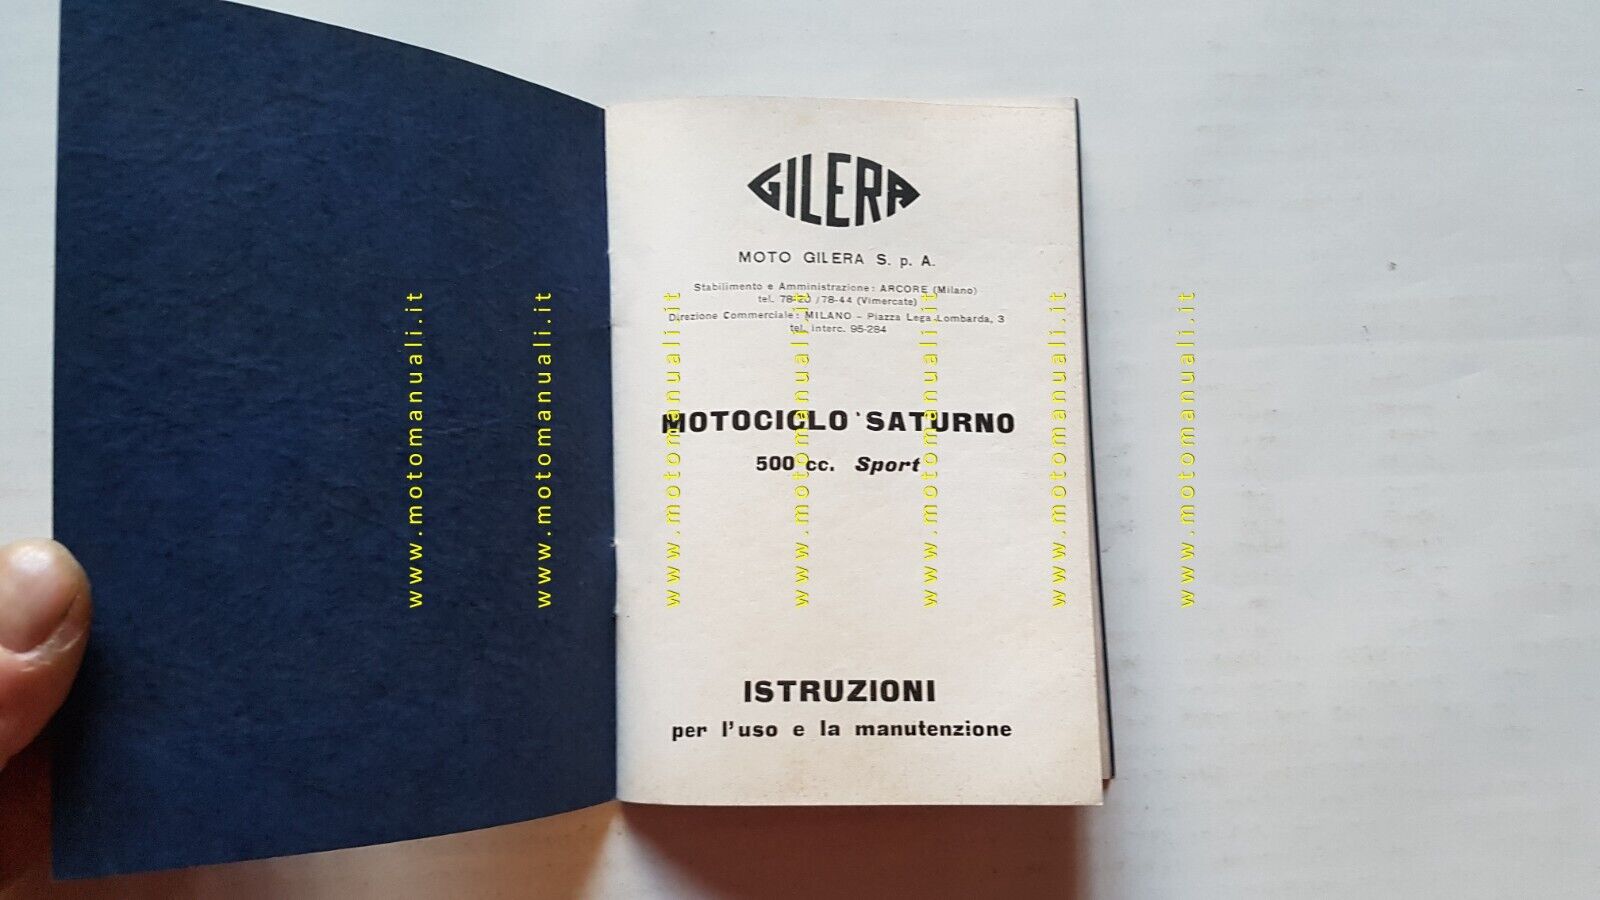 GILERA
MOTO GILERA S. p. A.
Stabilimento e Amministrazione: ARCORE (Milano)
tel. 78-20 /78-44 (Vimercate)
Direzione Commerciale: MILANO - Piazza Lega Lombarda, 3
tel. interc. 95-284
MOTOCICLO SATURNO
500 cc. Sport
ISTRUZIONI
per l'uso e la manutenzione
www.motomanuali.it
www.motomanuali.it
www.motomanuali.it
www.motomanuali.it
www.motomanuali.it
www.motomanuali.it
www.motomanuali.it